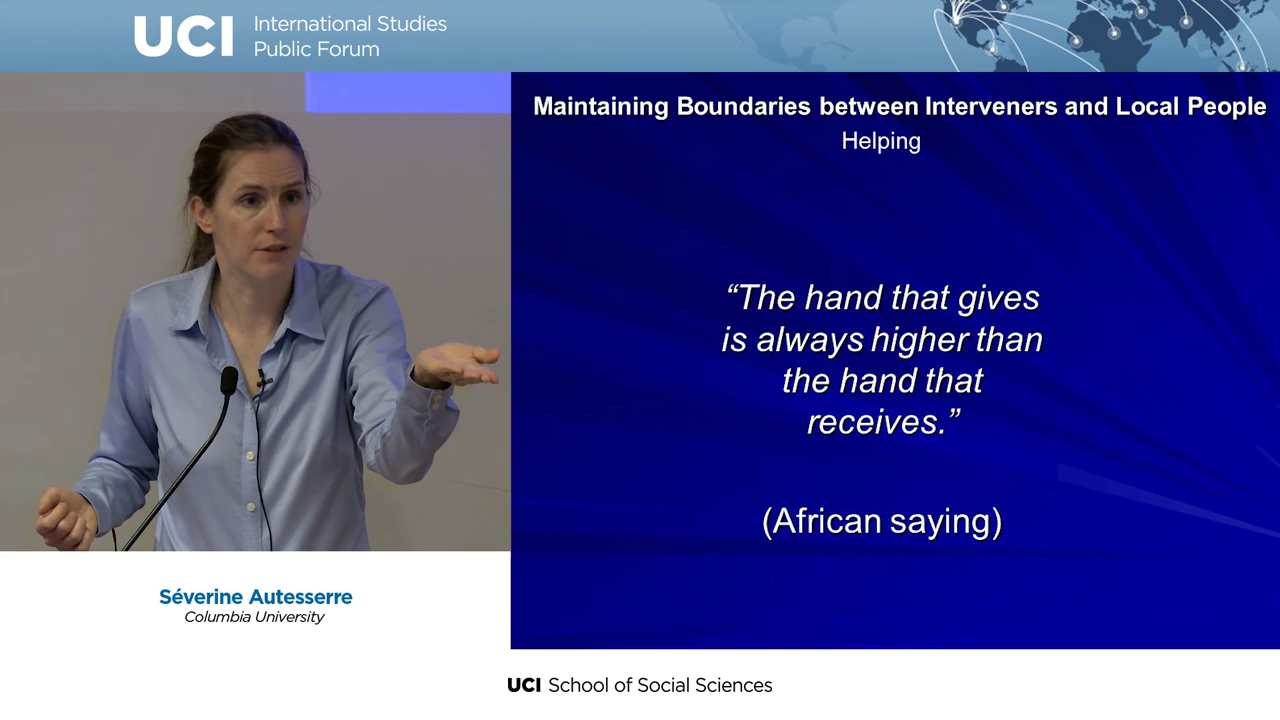 UCI International Studies
Public Forum
Maintaining Boundaries between Interveners and Local People
Helping
“The hand that gives
is always higher than
the hand that
receives.”
(African saying)
Séverine Autesserre
Columbia University
UCI School of Social Sciences